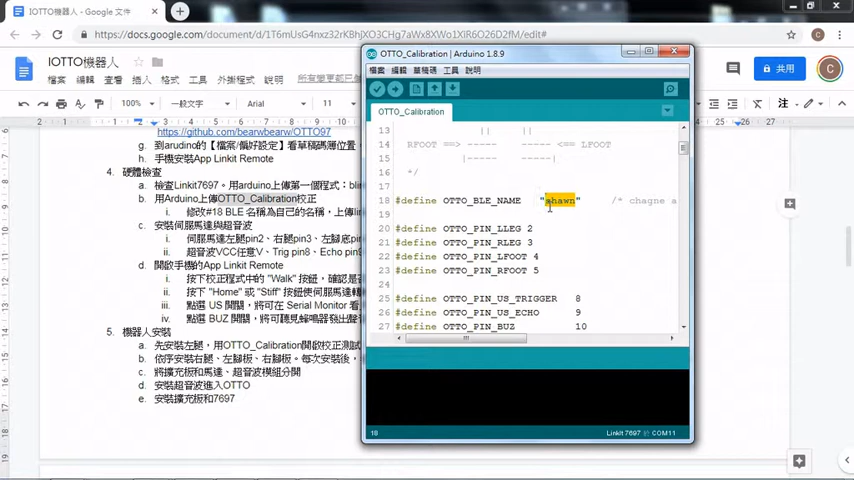 IOTTO機器人 - Google 文件
https://docs.google.com/document/d/
IOTTO機器人
檔案 編輯 查看 插入 格式 工具 外掛程式 說明
共用
C
100% 一般文字 Arial 11
https://github.com/bearwbearw/OTTO97
g. 到arudino的【檔案/偏好設定】看草稿碼位置，
h. 手機安裝App Linkit Remote
4. 硬體檢查
a. 檢查Linkit7697。用arduino上傳第一個程式：
b. 用Arduino上傳OTTO_Calibration校正
i. 修改#18 BLE 名稱為自己的名稱，上傳
c. 安裝伺服馬達與超音波
i. 伺服馬達左腿pin2、右腿pin3、左腳底
ii. 超音波VCC任意V、Trig pin8、Echo pin9
d. 開啟手機的App Linkit Remote
i. 按下校正程式中的 "Walk" 按鈕，確認是否
ii. 按下 "Home" 或 "Stiff" 按鈕使伺服馬達
iii. 點選 US 開關，將可在 Serial Monitor 看
iv. 點選 BUZ 開關，將可聽見蜂鳴器發出聲
5. 機器人安裝
a. 先安裝左腿，用OTTO_Calibration開啟校正測試
b. 依序安裝右腿、左腳板、右腳板。每次安裝後，
c. 將擴充板和馬達、超音波模組分開
d. 安裝超音波進入OTTO
e. 安裝擴充板和7697
OTTO_Calibration | Arduino 1.8.9
檔案 編輯 草稿碼 工具 說明
OTTO_Calibration
13 || ||
14 RFOOT ==> ----- ----- <== LFOOT
15 |----- -----|
16 */
17
18 #define OTTO_BLE_NAME "shawn" /* chagne a
19
20 #define OTTO_PIN_LLEG 2
21 #define OTTO_PIN_RLEG 3
22 #define OTTO_PIN_LFOOT 4
23 #define OTTO_PIN_RFOOT 5
24
25 #define OTTO_PIN_US_TRIGGER 8
26 #define OTTO_PIN_US_ECHO 9
27 #define OTTO_PIN_BUZ 10
18 Linkit 7697 於 COM11